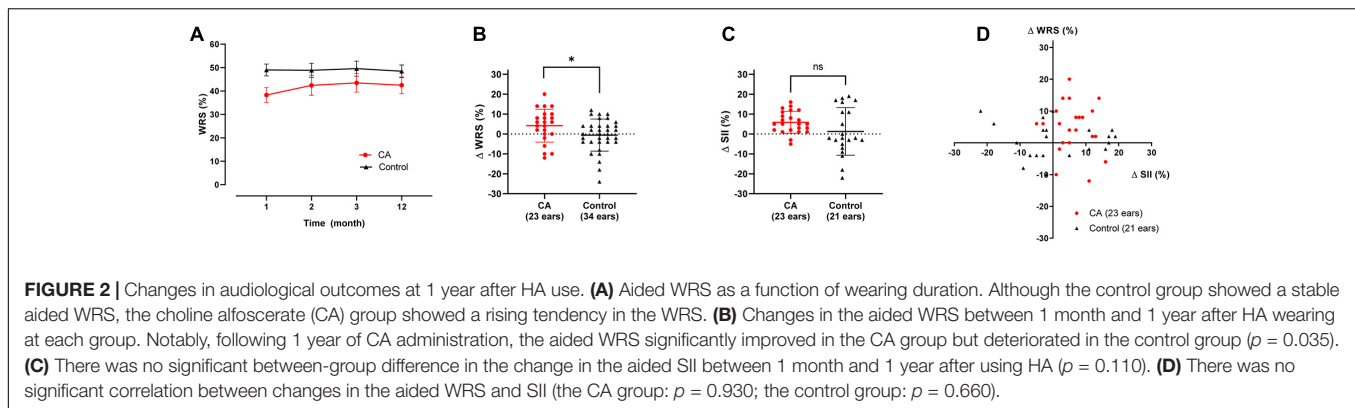 A
60
50
40
30
20
10
0
WRS (%)
CA
Control
1 2 3 12
Time (month)
B
*
30
20
10
0
-10
-20
-30
Δ WRS (%)
CA
(23 ears)
Control
(34 ears)
C
ns
30
20
10
0
-10
-20
-30
Δ SII (%)
CA
(23 ears)
Control
(21 ears)
D
Δ WRS (%)
30
20
10
-10
-20
-30
-30 -20 -10 10 20 30
Δ SII (%)
CA (23 ears)
Control (21 ears)
FIGURE 2 | Changes in audiological outcomes at 1 year after HA use. (A) Aided WRS as a function of wearing duration. Although the control group showed a stable
aided WRS, the choline alfoscerate (CA) group showed a rising tendency in the WRS. (B) Changes in the aided WRS between 1 month and 1 year after HA wearing
at each group. Notably, following 1 year of CA administration, the aided WRS significantly improved in the CA group but deteriorated in the control group (p = 0.035).
(C) There was no significant between-group difference in the change in the aided SII between 1 month and 1 year after using HA (p = 0.110). (D) There was no
significant correlation between changes in the aided WRS and SII (the CA group: p = 0.930; the control group: p = 0.660).